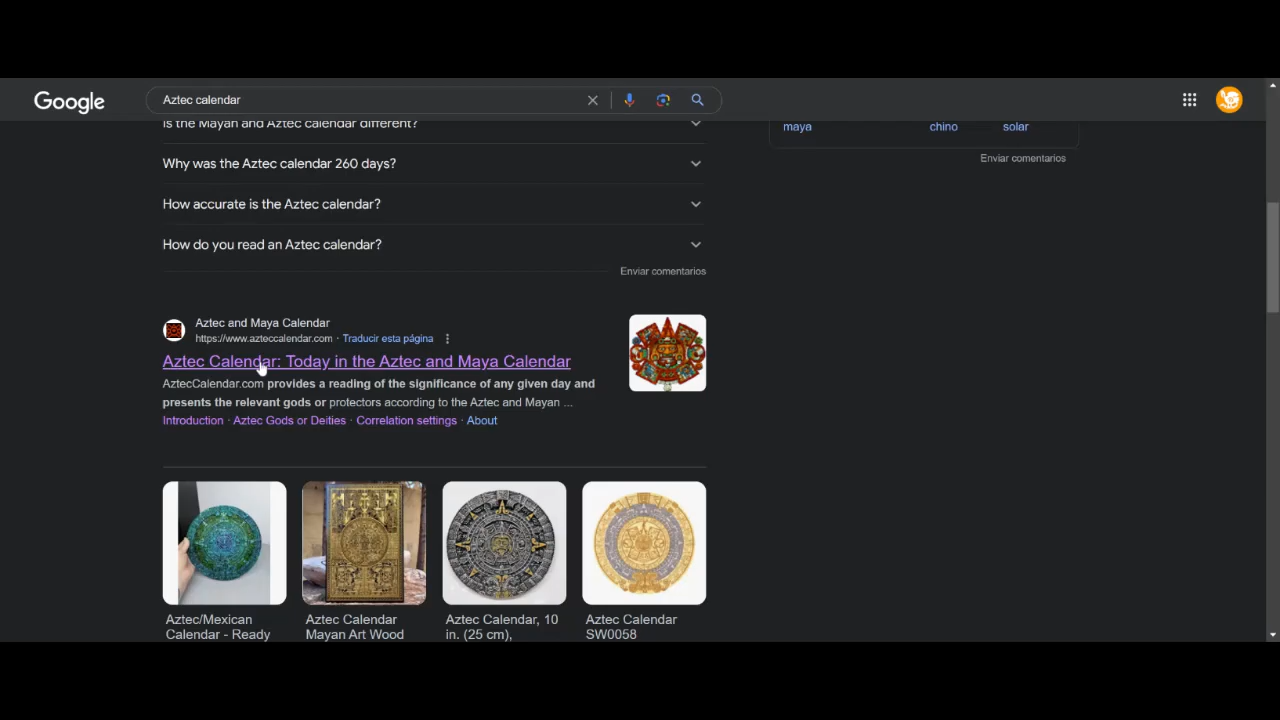 Google
Aztec calendar
Is the Mayan and Aztec calendar different?
Why was the Aztec calendar 260 days?
How accurate is the Aztec calendar?
How do you read an Aztec calendar?
Enviar comentarios
maya chino solar
Enviar comentarios
Aztec and Maya Calendar
https://www.azteccalendar.com · Traducir esta página
Aztec Calendar: Today in the Aztec and Maya Calendar
AztecCalendar.com provides a reading of the significance of any given day and
presents the relevant gods or protectors according to the Aztec and Mayan ...
Introduction · Aztec Gods or Deities · Correlation settings · About
Aztec/Mexican
Calendar - Ready
Aztec Calendar
Mayan Art Wood
Aztec Calendar, 10
in. (25 cm),
Aztec Calendar
SW0058